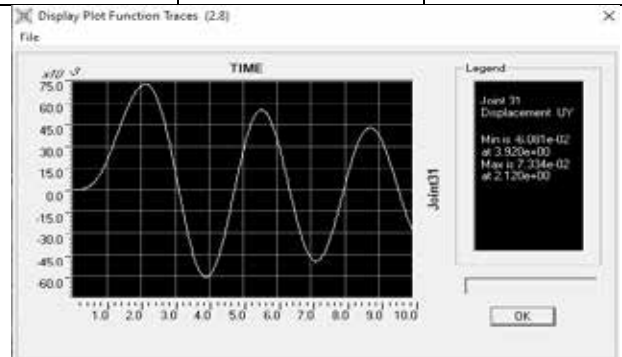 Display Plot Function Traces (2.8)
File
TIME
x10 -3
75.0
60.0
45.0
30.0
15.0
0.0
-15.0
-30.0
-45.0
-60.0
1.0 2.0 3.0 4.0 5.0 6.0 7.0 8.0 9.0 10.0
Joint31
Legend
Joint 31
Displacement UY
Min is -6.081e-02
at 3.920e+00
Max is 7.334e-02
at 2.120e+00
OK